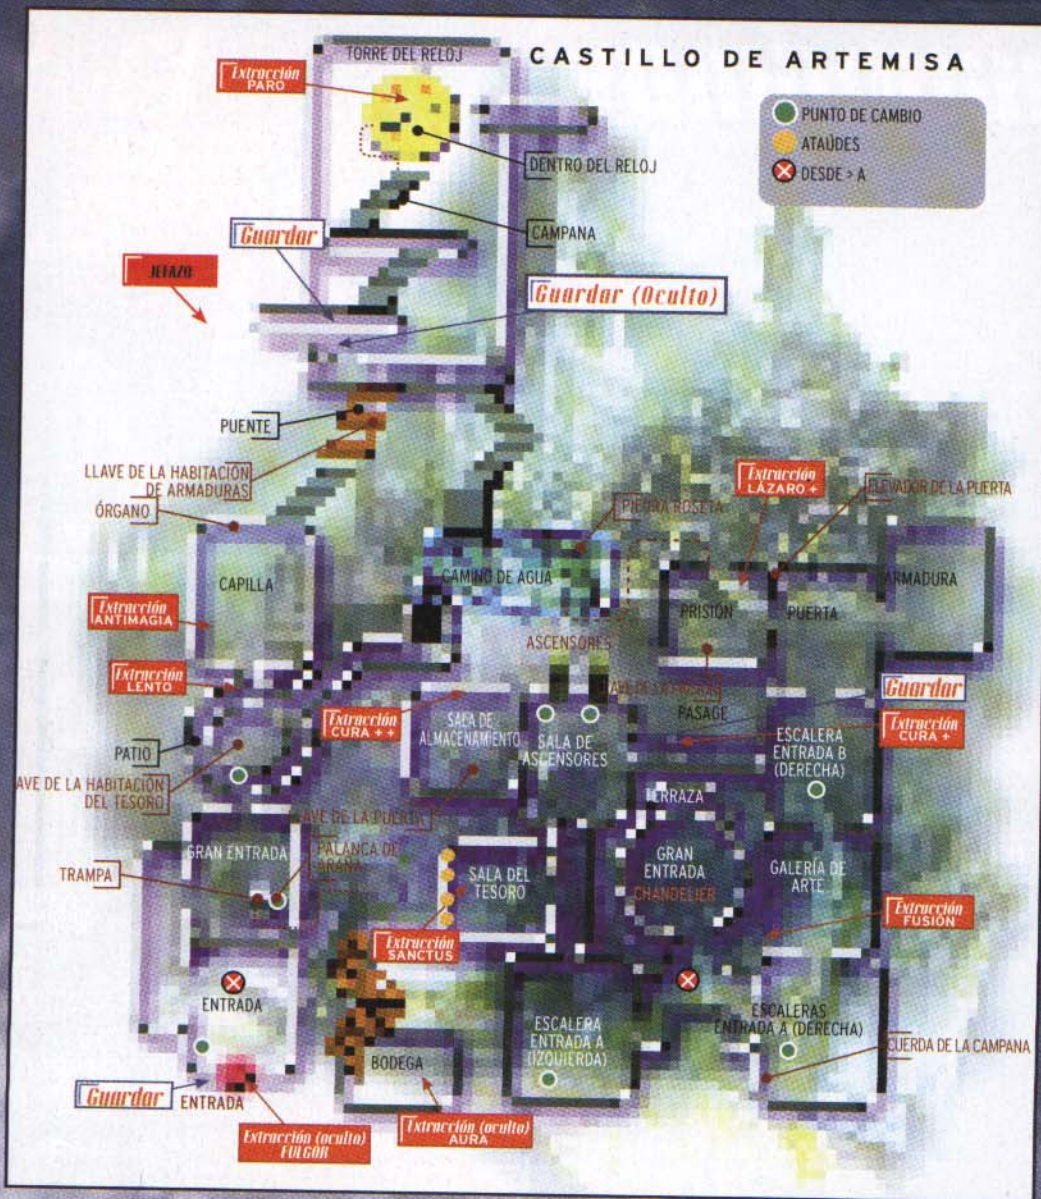 CASTILLO DE ARTEMISA
TORRE DEL RELOJ
Extracción
PARO
PUNTO DE CAMBIO
ATAÚDES
DESDE > A
DENTRO DEL RELOJ
CAMPANA
Guardar
JEFAZO
Guardar (Oculto)
PUENTE
LLAVE DE LA HABITACIÓN
DE ARMADURAS
ÓRGANO
Extracción
LÁZARO +
ELEVADOR DE LA PUERTA
PIEDRA ROSETA
CAPILLA
CAMINO DE AGUA
ARMADURA
PRISIÓN
PUERTA
Extracción
ANTIMAGIA
ASCENSORES
Extracción
LENTO
PASAGE
Guardar
Extracción
CURA + +
SALA DE
ALMACENAMIENTO
SALA DE
ASCENSORES
ESCALERA
ENTRADA B
(DERECHA)
Extracción
CURA +
PATIO
AVE DE LA HABITACIÓN
DEL TESORO
AVE DE LA PUERTA
TERRAZA
GRAN ENTRADA
PALANCA DE
TRAMPA
SALA DEL
TESORO
GRAN
ENTRADA
CHANDELIER
GALERÍA DE
ARTE
Extracción
FUSIÓN
Extracción
SANCTUS
ENTRADA
ESCALERA
ENTRADA A
(IZQUIERDA)
ESCALERAS
ENTRADA A (DERECHA)
CUERDA DE LA CAMPANA
BODEGA
Guardar
ENTRADA
Extracción (oculto)
FULGOR
Extracción (oculto)
AURA